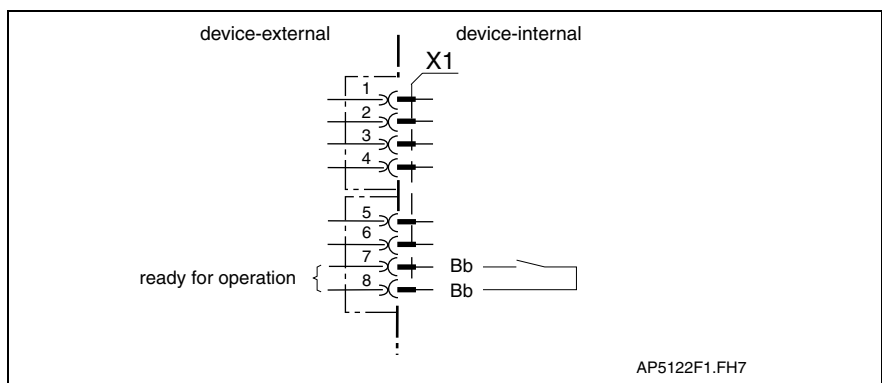 device-external device-internal
X1
1
2
3
4
5
6
7 Bb
ready for operation
8 Bb
AP5122F1.FH7